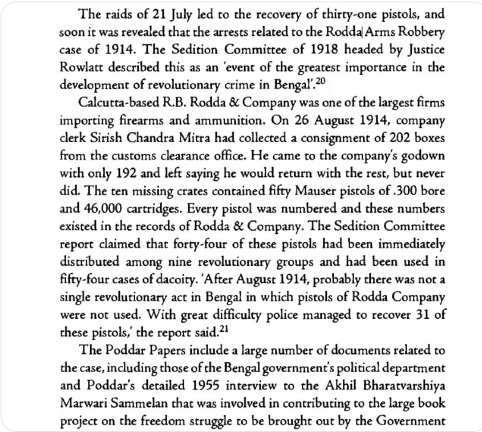 The raids of 21 July led to the recovery of thirty-one pistols, and
soon it was revealed that the arrests related to the Rodda Arms Robbery
case of 1914. The Sedition Committee of 1918 headed by Justice
Rowlatt described this as an 'event of the greatest importance in the
development of revolutionary crime in Bengal'.20
Calcutta-based R.B. Rodda & Company was one of the largest firms
importing firearms and ammunition. On 26 August 1914, company
clerk Sirish Chandra Mitra had collected a consignment of 202 boxes
from the customs clearance office. He came to the company's godown
with only 192 and left saying he would return with the rest, but never
did. The ten missing crates contained fifty Mauser pistols of .300 bore
and 46,000 cartridges. Every pistol was numbered and these numbers
existed in the records of Rodda & Company. The Sedition Committee
report claimed that forty-four of these pistols had been immediately
distributed among nine revolutionary groups and had been used in
fifty-four cases of dacoity. 'After August 1914, probably there was not a
single revolutionary act in Bengal in which pistols of Rodda Company
were not used. With great difficulty police managed to recover 31 of
these pistols,' the report said.21
The Poddar Papers include a large number of documents related to
the case, including those of the Bengal government's political department
and Poddar's detailed 1955 interview to the Akhil Bharatvarshiya
Marwari Sammelan that was involved in contributing to the large book
project on the freedom struggle to be brought out by the Government